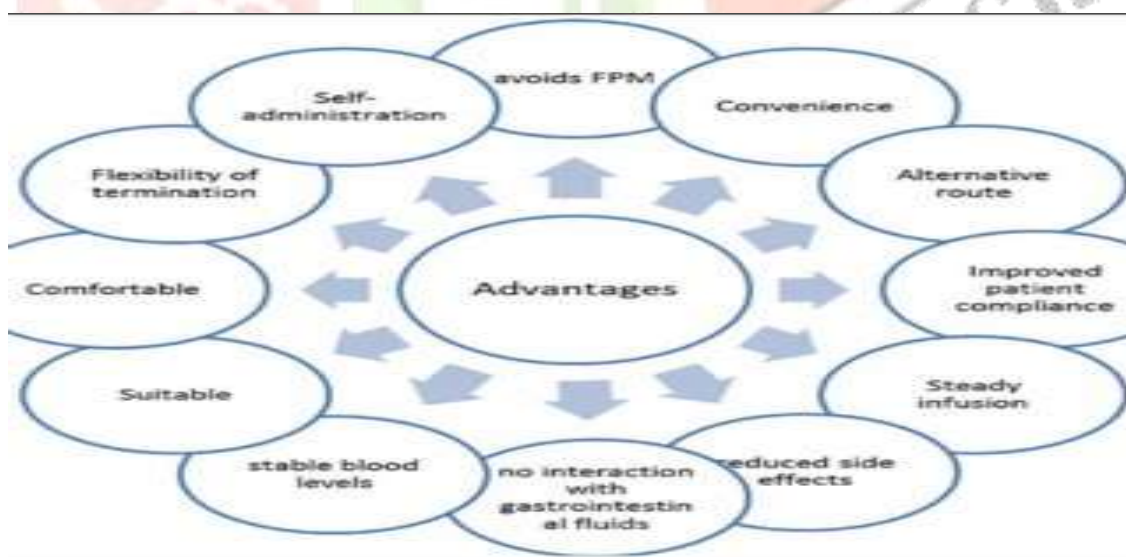 avoids FPM
Convenience
Alternative
route
Improved
patient
compliance
Steady
infusion
reduced side
effects
no interaction
with
gastrointestin
al fluids
stable blood
levels
Suitable
Comfortable
Flexibility of
termination
Self-
administration
Advantages